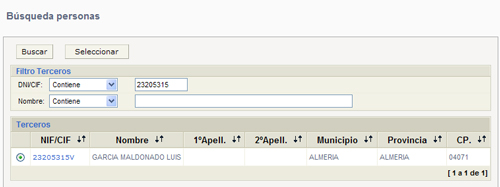 Búsqueda personas
Buscar Seleccionar
Filtro Terceros
DNI/CIF: Contiene 23205315
Nombre: Contiene
Terceros
NIF/CIF Nombre 1ºApell. 2ºApell. Municipio Provincia CP.
23205315V GARCIA MALDONADO LUIS ALMERIA ALMERIA 04071
[ 1 a 1 de 1]